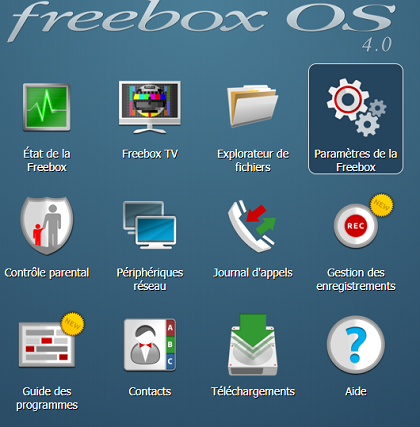 freebox OS
4.0
État de la
Freebox
Freebox TV
Explorateur de
fichiers
Paramètres de la
Freebox
Contrôle parental
Périphériques
réseau
Journal d'appels
NEW
REC
Gestion des
enregistrements
NEW
Guide des
programmes
A
B
C
Contacts
Téléchargements
?
Aide